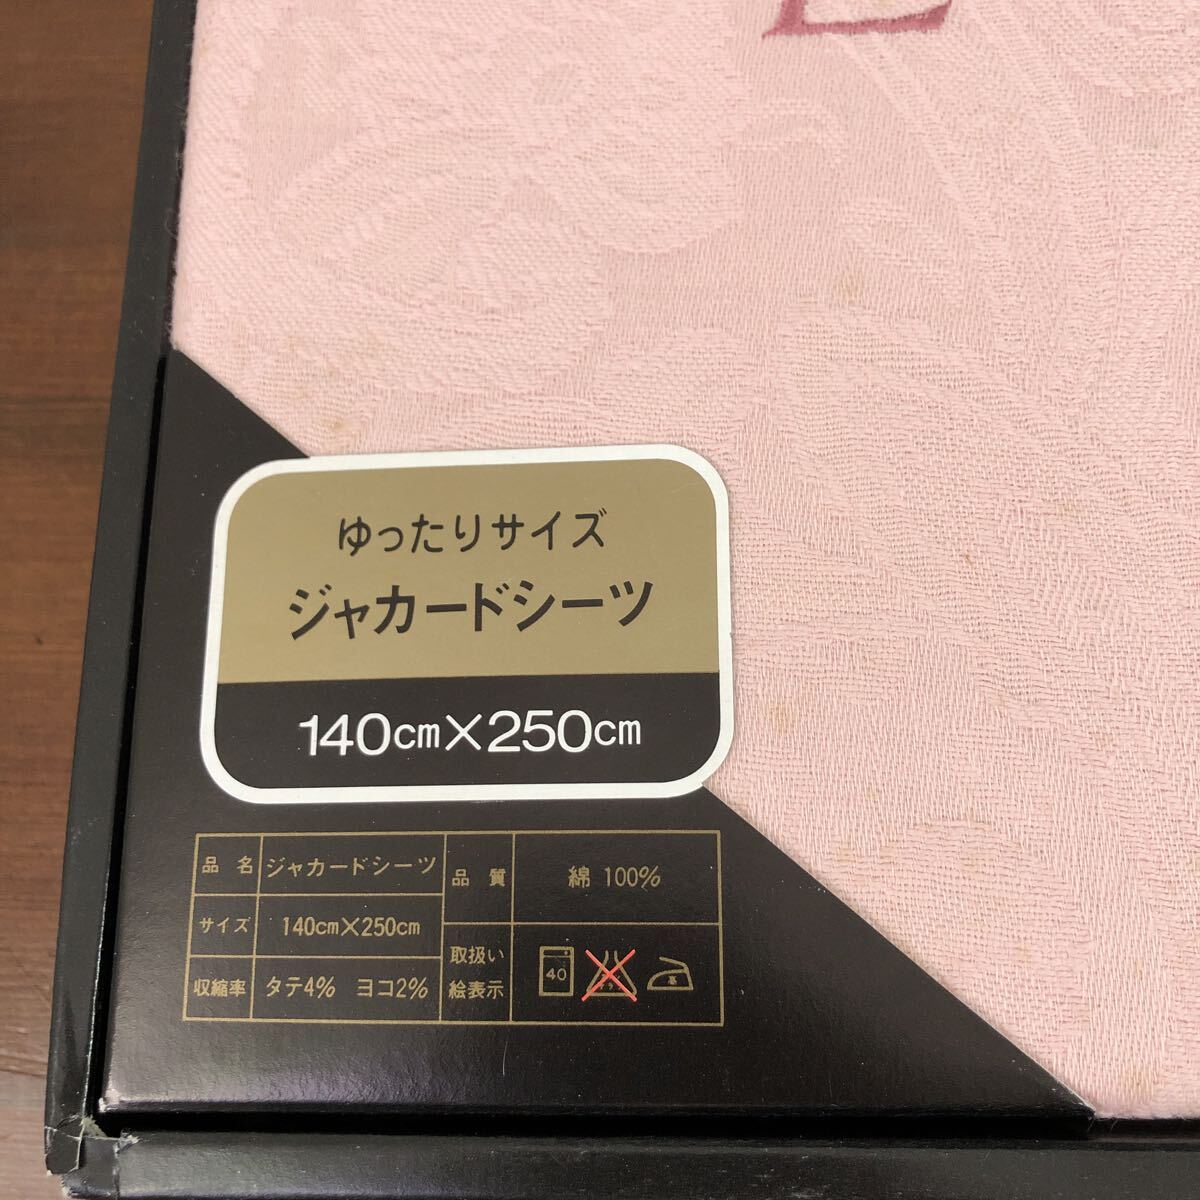 E
ゆったりサイズ
ジャカードシーツ
140cm×250cm
品 名 ジャカードシーツ
サイズ 140cm×250cm
収縮率 タテ4% ヨコ2%
品 質 綿 100%
取扱い
絵表示
40